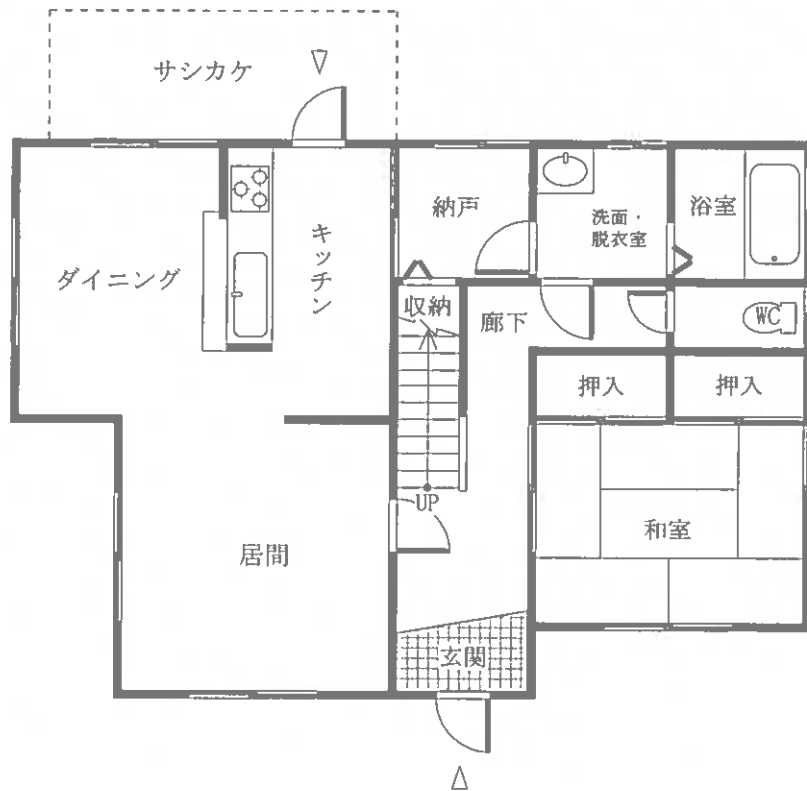 サシカケ
納戸
洗面・
脱衣室
浴室
キッチン
ダイニング
収納
廊下
WC
押入
押入
UP
和室
居間
玄関